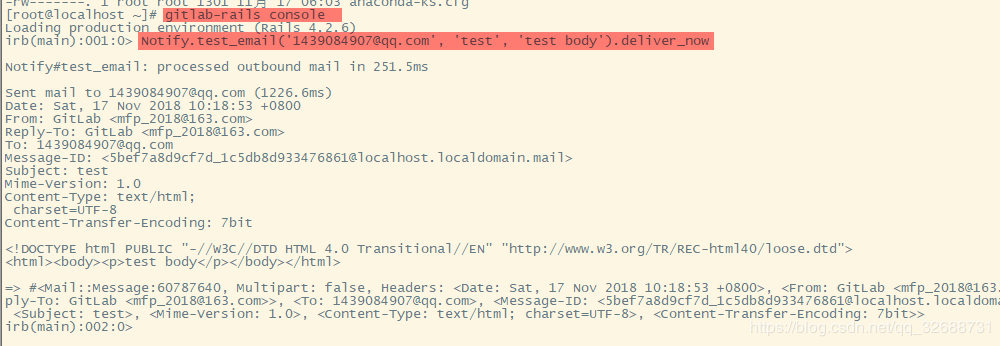 -rw-------. 1 root root 1301 11月 17 06:03 anaconda-ks.cfg
[root@localhost ~]# gitlab-rails console
Loading production environment (Rails 4.2.6)
irb(main):001:0> Notify.test_email('1439084907@qq.com', 'test', 'test body').deliver_now
Notify#test_email: processed outbound mail in 251.5ms
Sent mail to 1439084907@qq.com (1226.6ms)
Date: Sat, 17 Nov 2018 10:18:53 +0800
From: GitLab <mfp_2018@163.com>
Reply-To: GitLab <mfp_2018@163.com>
To: 1439084907@qq.com
Message-ID: <5bef7a8d9cf7d_1c5db8d933476861@localhost.localdomain.mail>
Subject: test
Mime-Version: 1.0
Content-Type: text/html;
 charset=UTF-8
Content-Transfer-Encoding: 7bit
<!DOCTYPE html PUBLIC "-//W3C//DTD HTML 4.0 Transitional//EN" "http://www.w3.org/TR/REC-html40/loose.dtd">
<html><body><p>test body</p></body></html>
=> #<Mail::Message:60787640, Multipart: false, Headers: <Date: Sat, 17 Nov 2018 10:18:53 +0800>, <From: GitLab <mfp_2018@
ply-To: GitLab <mfp_2018@163.com>>, <To: 1439084907@qq.com>, <Message-ID: <5bef7a8d9cf7d_1c5db8d933476861@localhost.localdoma
 <Subject: test>, <Mime-Version: 1.0>, <Content-Type: text/html; charset=UTF-8>, <Content-Transfer-Encoding: 7bit>>
irb(main):002:0>
https://blog.csdn.net/qq_32688731